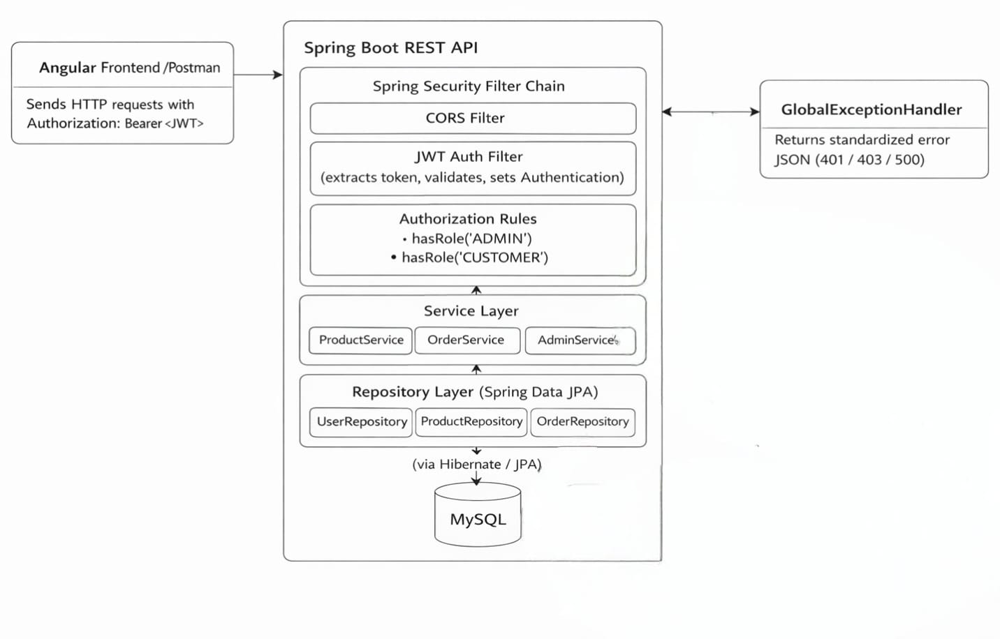 Angular Frontend /Postman
Sends HTTP requests with
Authorization: Bearer <JWT>
Spring Boot REST API
Spring Security Filter Chain
CORS Filter
JWT Auth Filter
(extracts token, validates, sets Authentication)
Authorization Rules
• hasRole('ADMIN')
• hasRole('CUSTOMER')
Service Layer
ProductService
OrderService
AdminService
Repository Layer (Spring Data JPA)
UserRepository
ProductRepository
OrderRepository
(via Hibernate / JPA)
MySQL
GlobalExceptionHandler
Returns standardized error
JSON (401 / 403 / 500)